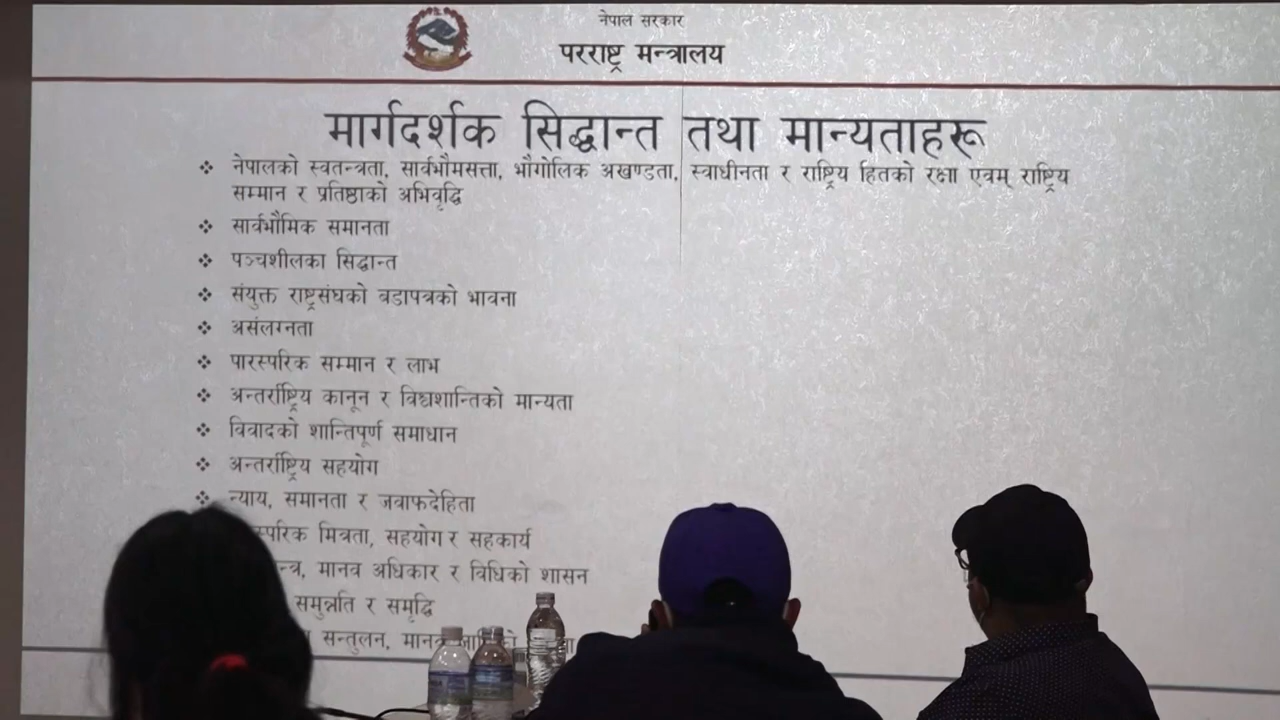 नेपाल सरकार
परराष्ट्र मन्त्रालय
मार्गदर्शक सिद्धान्त तथा मान्यताहरू
❖ नेपालको स्वतन्त्रता, सार्वभौमसत्ता, भौगोलिक अखण्डता, स्वाधीनता र राष्ट्रिय हितको रक्षा एवम् राष्ट्रिय
सम्मान र प्रतिष्ठाको अभिवृद्धि
❖ सार्वभौमिक समानता
❖ पञ्चशीलका सिद्धान्त
❖ संयुक्त राष्ट्रसंघको वडापत्रको भावना
❖ असंलग्नता
❖ पारस्परिक सम्मान र लाभ
❖ अन्तर्राष्ट्रिय कानून र विश्वशान्तिको मान्यता
❖ विवादको शान्तिपूर्ण समाधान
❖ अन्तर्राष्ट्रिय सहयोग
❖ न्याय, समानता र जवाफदेहिता
मित्रता, सहयोग र सहकार्य
मानव अधिकार र विधिको शासन
समुन्नति र समृद्धि
सन्तुलन,